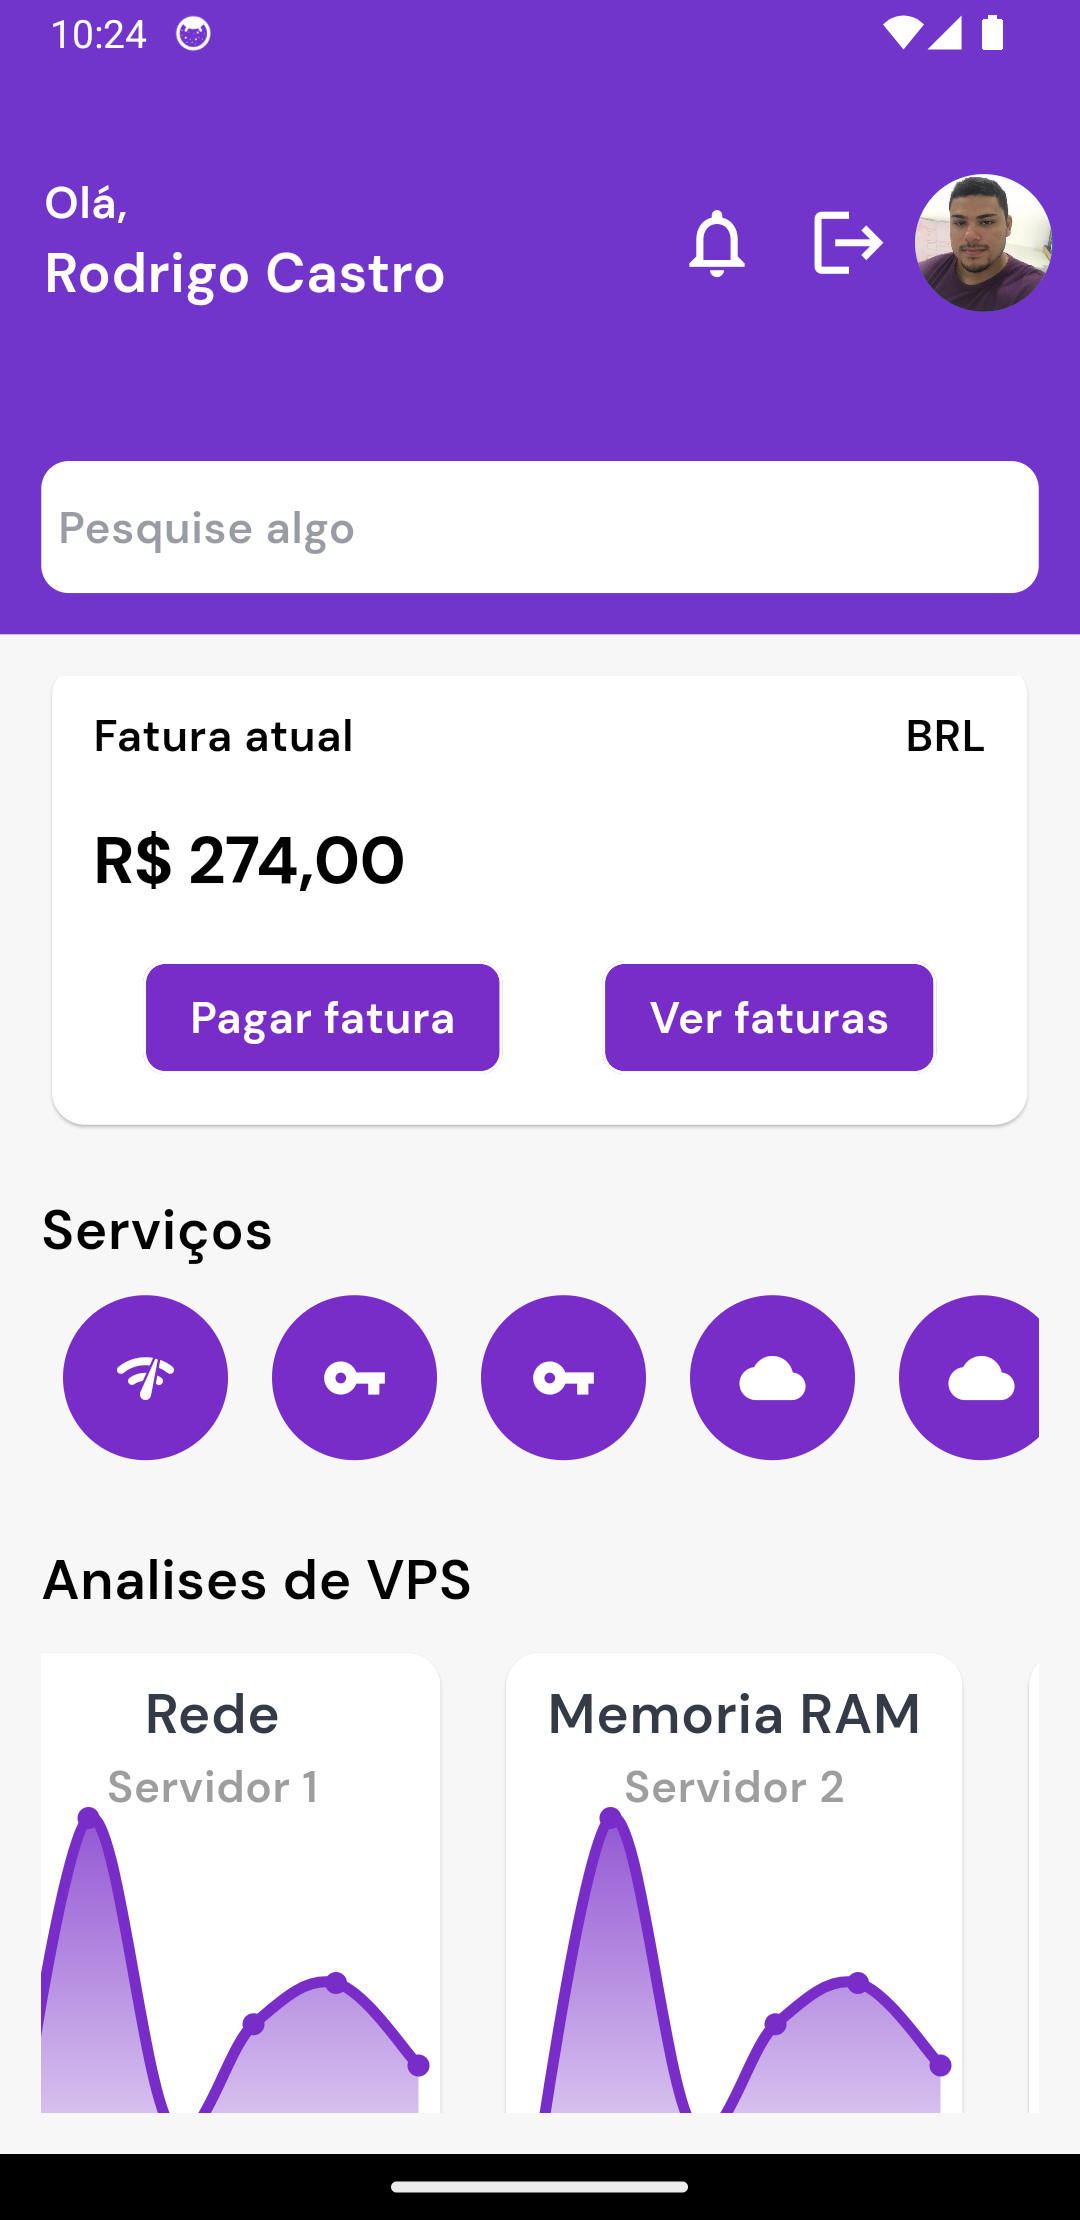 10:24
Olá,
Rodrigo Castro
Pesquise algo
Fatura atual BRL
R$ 274,00
Pagar fatura Ver faturas
Serviços
Analises de VPS
Rede Memoria RAM
Servidor 1 Servidor 2